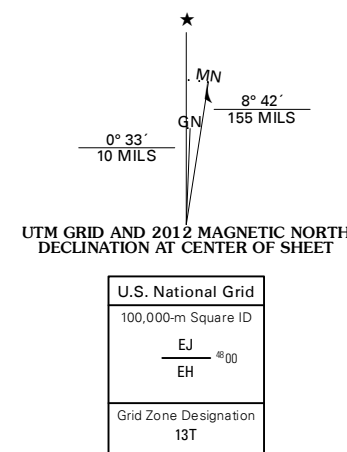 ★
MN
GN
8° 42´
155 MILS
0° 33´
10 MILS
UTM GRID AND 2012 MAGNETIC NORTH
DECLINATION AT CENTER OF SHEET
U.S. National Grid
100,000-m Square ID
EJ
EH
4800
Grid Zone Designation
13T